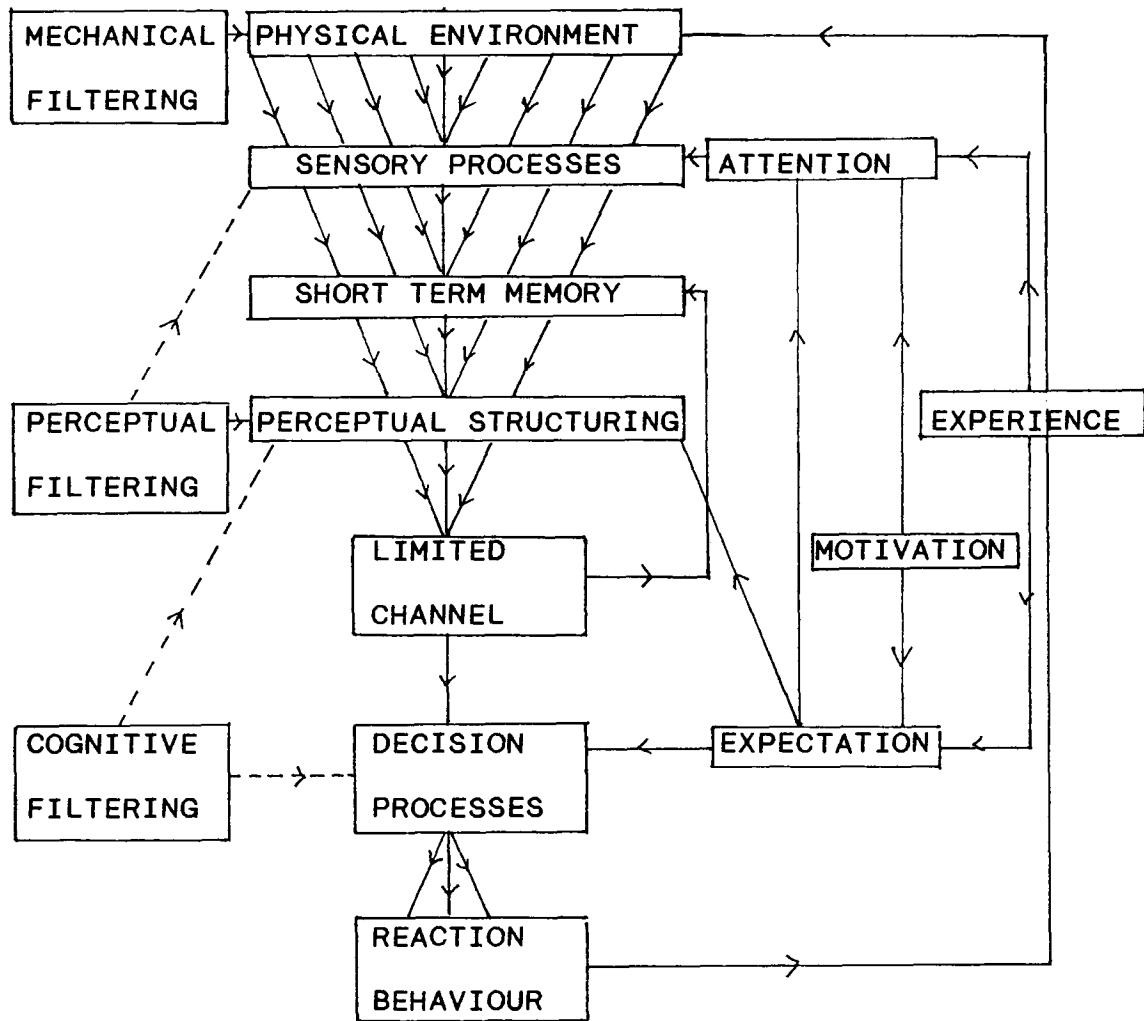 MECHANICAL
FILTERING
PHYSICAL ENVIRONMENT
SENSORY PROCESSES
ATTENTION
SHORT TERM MEMORY
PERCEPTUAL
FILTERING
PERCEPTUAL STRUCTURING
EXPERIENCE
LIMITED
CHANNEL
MOTIVATION
COGNITIVE
FILTERING
DECISION
PROCESSES
EXPECTATION
REACTION
BEHAVIOUR